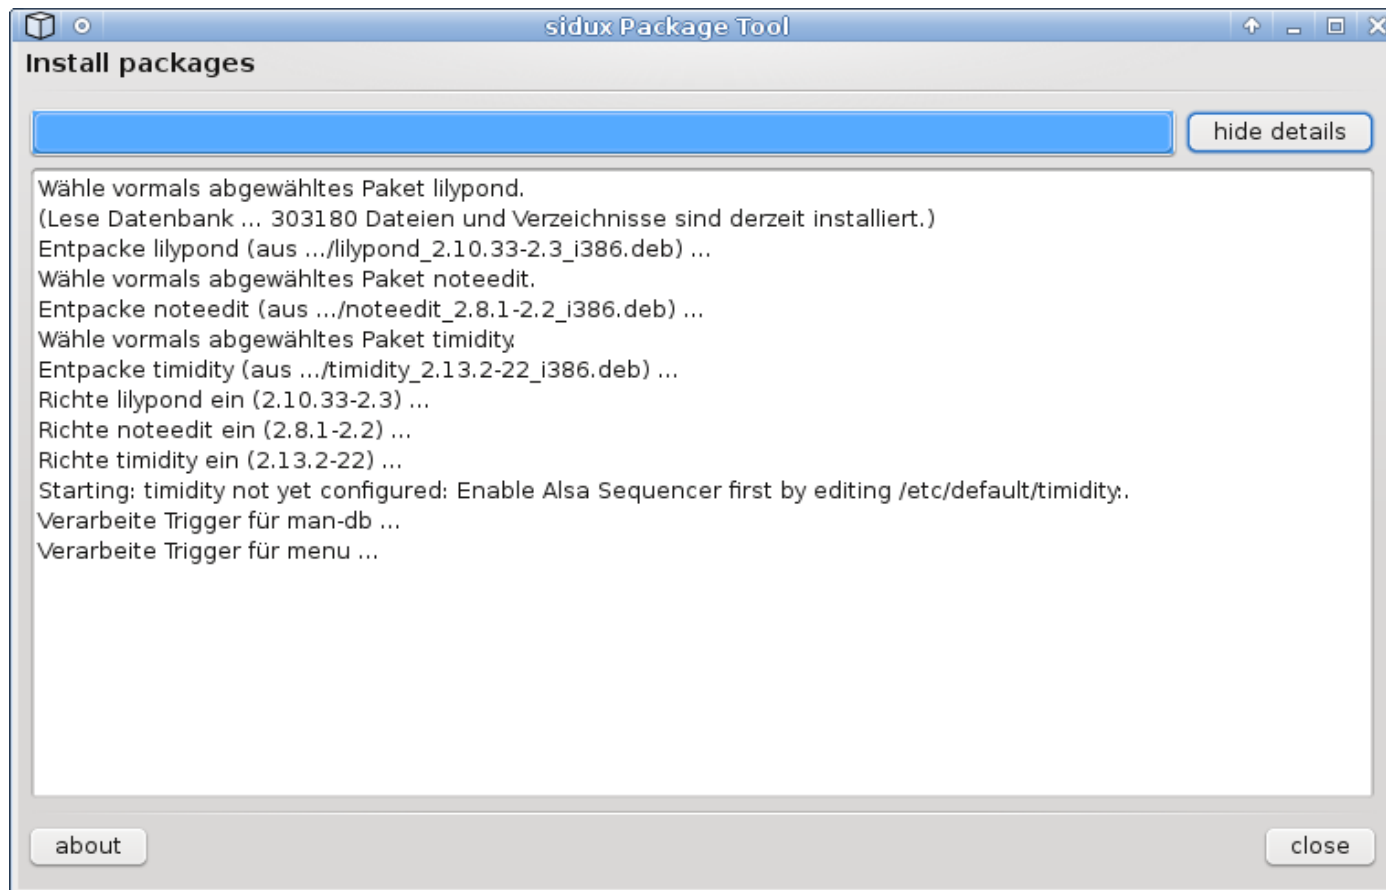 sidux Package Tool
Install packages
hide details
Wähle vormals abgewähltes Paket lilypond.
(Lese Datenbank ... 303180 Dateien und Verzeichnisse sind derzeit installiert.)
Entpacke lilypond (aus .../lilypond_2.10.33-2.3_i386.deb) ...
Wähle vormals abgewähltes Paket noteedit.
Entpacke noteedit (aus .../noteedit_2.8.1-2.2_i386.deb) ...
Wähle vormals abgewähltes Paket timidity.
Entpacke timidity (aus .../timidity_2.13.2-22_i386.deb) ...
Richte lilypond ein (2.10.33-2.3) ...
Richte noteedit ein (2.8.1-2.2) ...
Richte timidity ein (2.13.2-22) ...
Starting: timidity not yet configured: Enable Alsa Sequencer first by editing /etc/default/timidity:.
Verarbeite Trigger für man-db ...
Verarbeite Trigger für menu ...
about
close